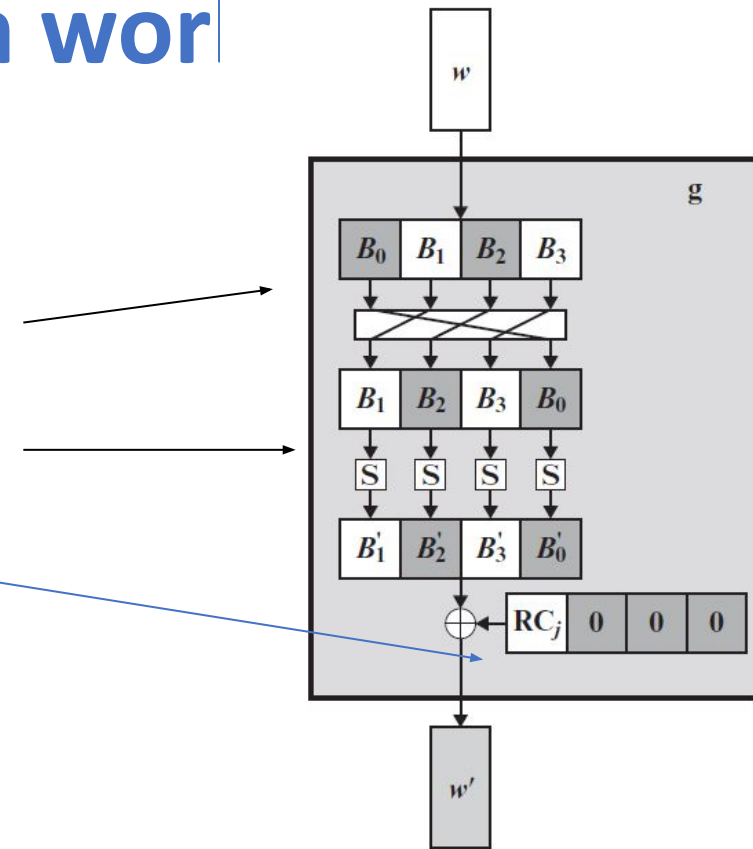 n wor
w
g
B₀ B₁ B₂ B₃
B₁ B₂ B₃ B₀
S S S S
B'₁ B'₂ B'₃ B'₀
RCⱼ 0 0 0
w′